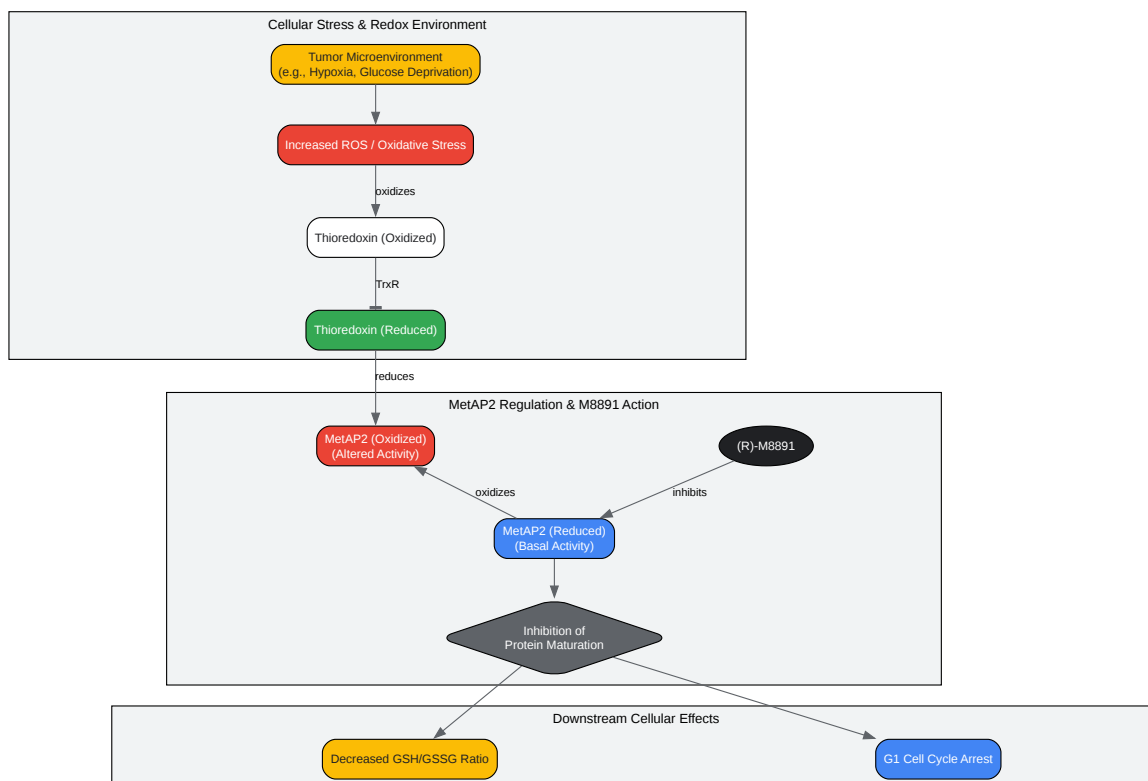 Cellular Stress & Redox Environment
Tumor Microenvironment
(e.g., Hypoxia, Glucose Deprivation)
Increased ROS / Oxidative Stress
oxidizes
Thioredoxin (Oxidized)
TrxR
Thioredoxin (Reduced)
reduces
MetAP2 Regulation & M8891 Action
MetAP2 (Oxidized)
(Altered Activity)
(R)-M8891
oxidizes
inhibits
MetAP2 (Reduced)
(Basal Activity)
Inhibition of
Protein Maturation
Downstream Cellular Effects
Decreased GSH/GSSG Ratio
G1 Cell Cycle Arrest